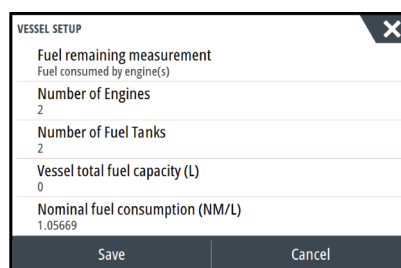 VESSEL SETUP
Fuel remaining measurement
Fuel consumed by engine(s)
Number of Engines
2
Number of Fuel Tanks
2
Vessel total fuel capacity (L)
0
Nominal fuel consumption (NM/L)
1.05669
Save Cancel